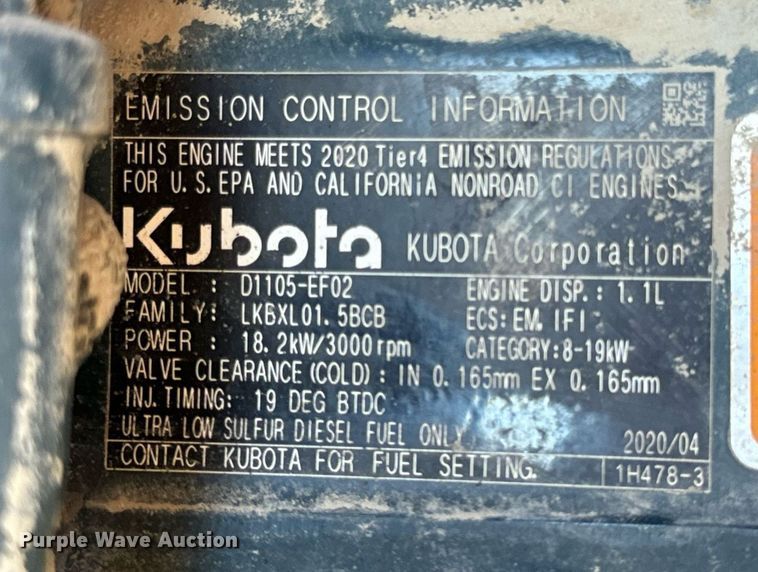 EMISSION CONTROL INFORMATION
THIS ENGINE MEETS 2020 Tier4 EMISSION REGULATIONS
FOR U.S. EPA AND CALIFORNIA NONROAD CI ENGINES.
Kubota KUBOTA Corporation
MODEL : D1105-EF02 ENGINE DISP.: 1.1L
FAMILY: LKBXL01.5BCB ECS: EM, IFI
POWER : 18.2kW/3000rpm CATEGORY:8-19kW
VALVE CLEARANCE(COLD): IN 0.165mm EX 0.165mm
INJ. TIMING: 19 DEG BTDC
ULTRA LOW SULFUR DIESEL FUEL ONLY 2020/04
CONTACT KUBOTA FOR FUEL SETTING. 1H478-3
Purple Wave Auction